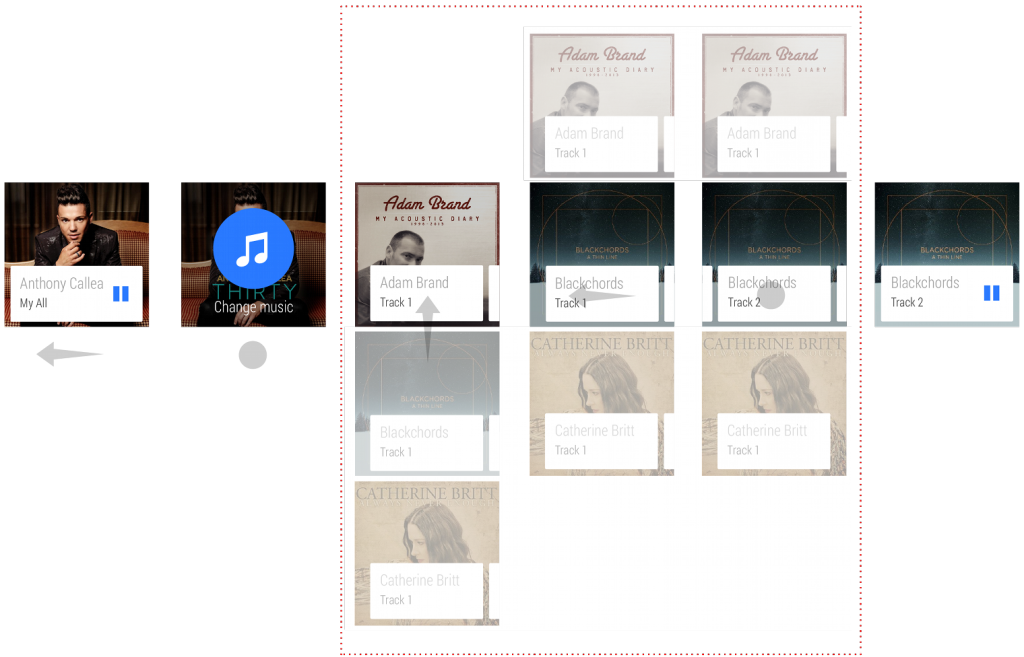 Adam Brand
MY ACOUSTIC DIARY
Adam Brand
Track 1
Adam Brand
MY ACOUSTIC DIARY
Adam Brand
Track 1
Anthony Callea
My All
THIRTY
Change music
Adam Brand
MY ACOUSTIC DIARY
Adam Brand
Track 1
BLACKCHORDS
A THIN LINE
Blackchords
Track 1
BLACKCHORDS
A THIN LINE
Blackchords
Track 2
BLACKCHORDS
A THIN LINE
Blackchords
Track 2
BLACKCHORDS
A THIN LINE
Blackchords
Track 1
CATHERINE BRITT
Catherine Britt
Track 1
CATHERINE BRITT
Catherine Britt
Track 1
CATHERINE BRITT
Catherine Britt
Track 1